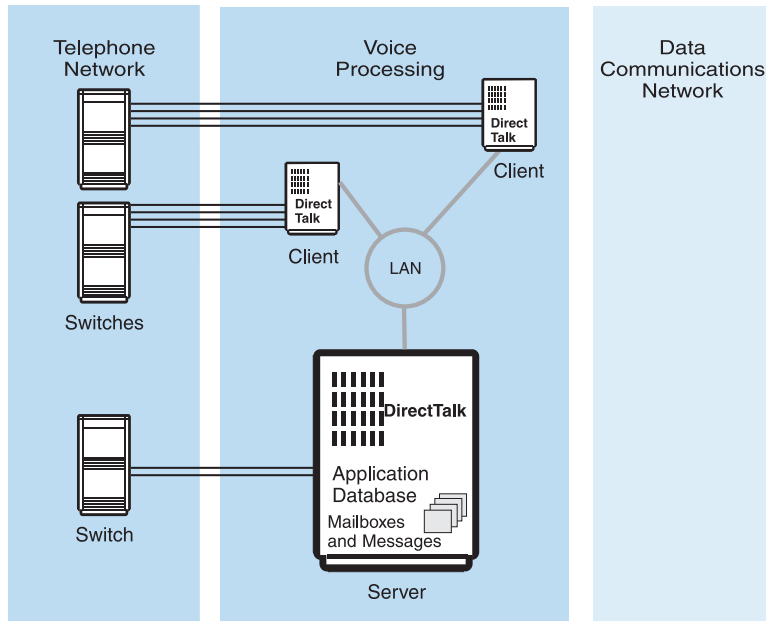 Telephone
Network
Voice
Processing
Data
Communications
Network
Direct
Talk
Client
Direct
Talk
Client
LAN
Switches
DirectTalk
Application
Database
Mailboxes
and Messages
Switch
Server